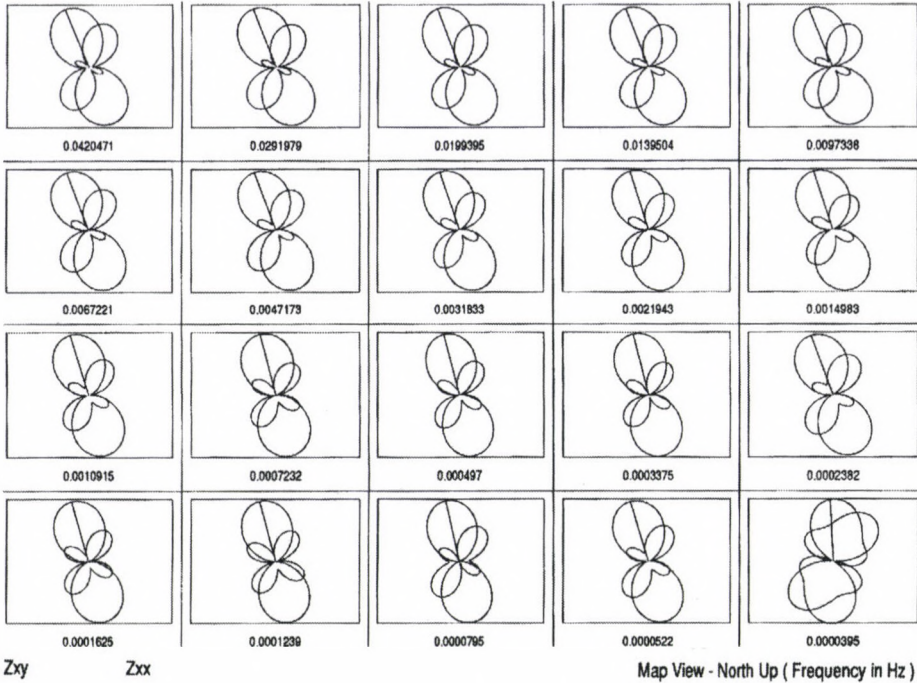 0.0420471 0.0291979 0.0199395 0.0139504 0.0097336
0.0067221 0.0047173 0.0031833 0.0021943 0.0014983
0.0010915 0.0007232 0.000497 0.0003375 0.0002382
0.0001625 0.0001239 0.0000795 0.0000522 0.0000395
Zxy Zxx Map View - North Up ( Frequency in Hz )